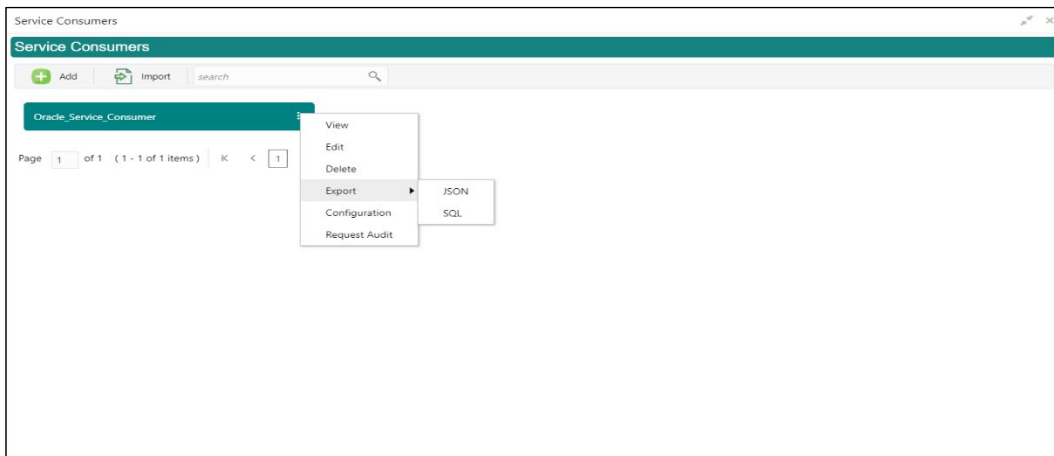 Service Consumers
Service Consumers
Add Import search
Oracle_Service_Consumer
Page 1 of 1 (1 - 1 of 1 items) K < 1
View
Edit
Delete
Export JSON
Configuration SQL
Request Audit